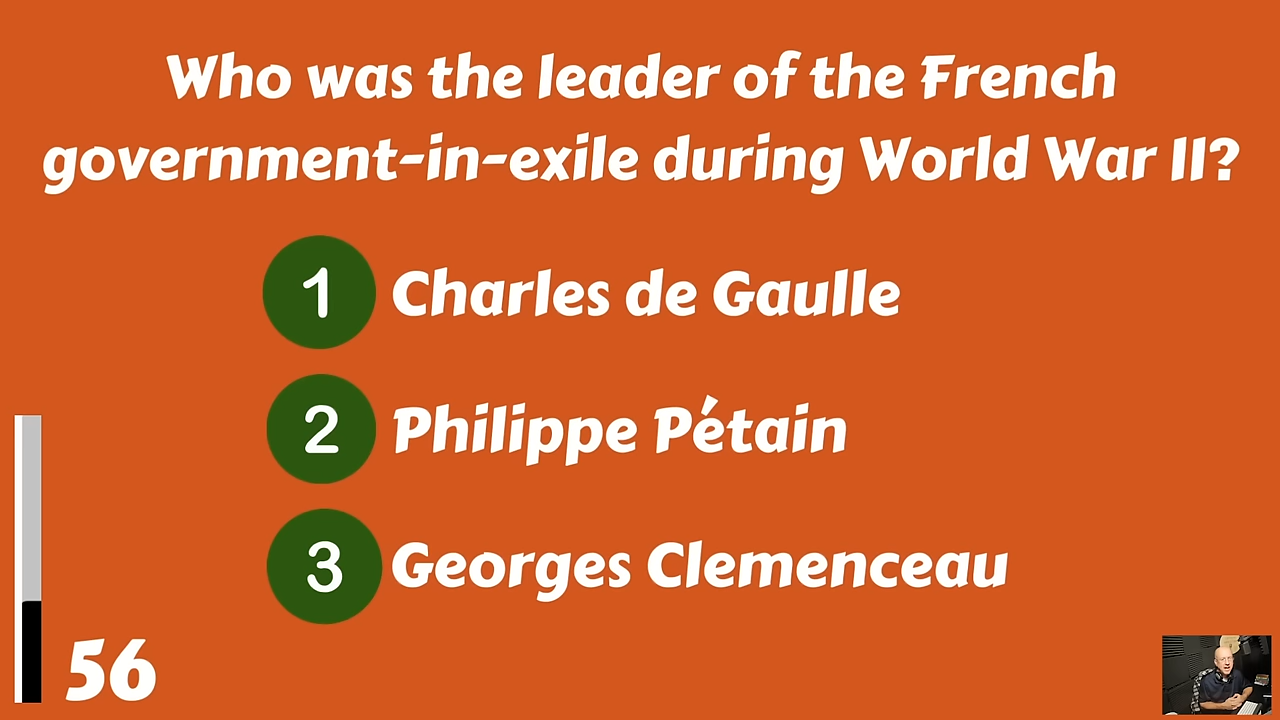 Who was the leader of the French
government-in-exile during World War II?
1 Charles de Gaulle
2 Philippe Pétain
3 Georges Clemenceau
56